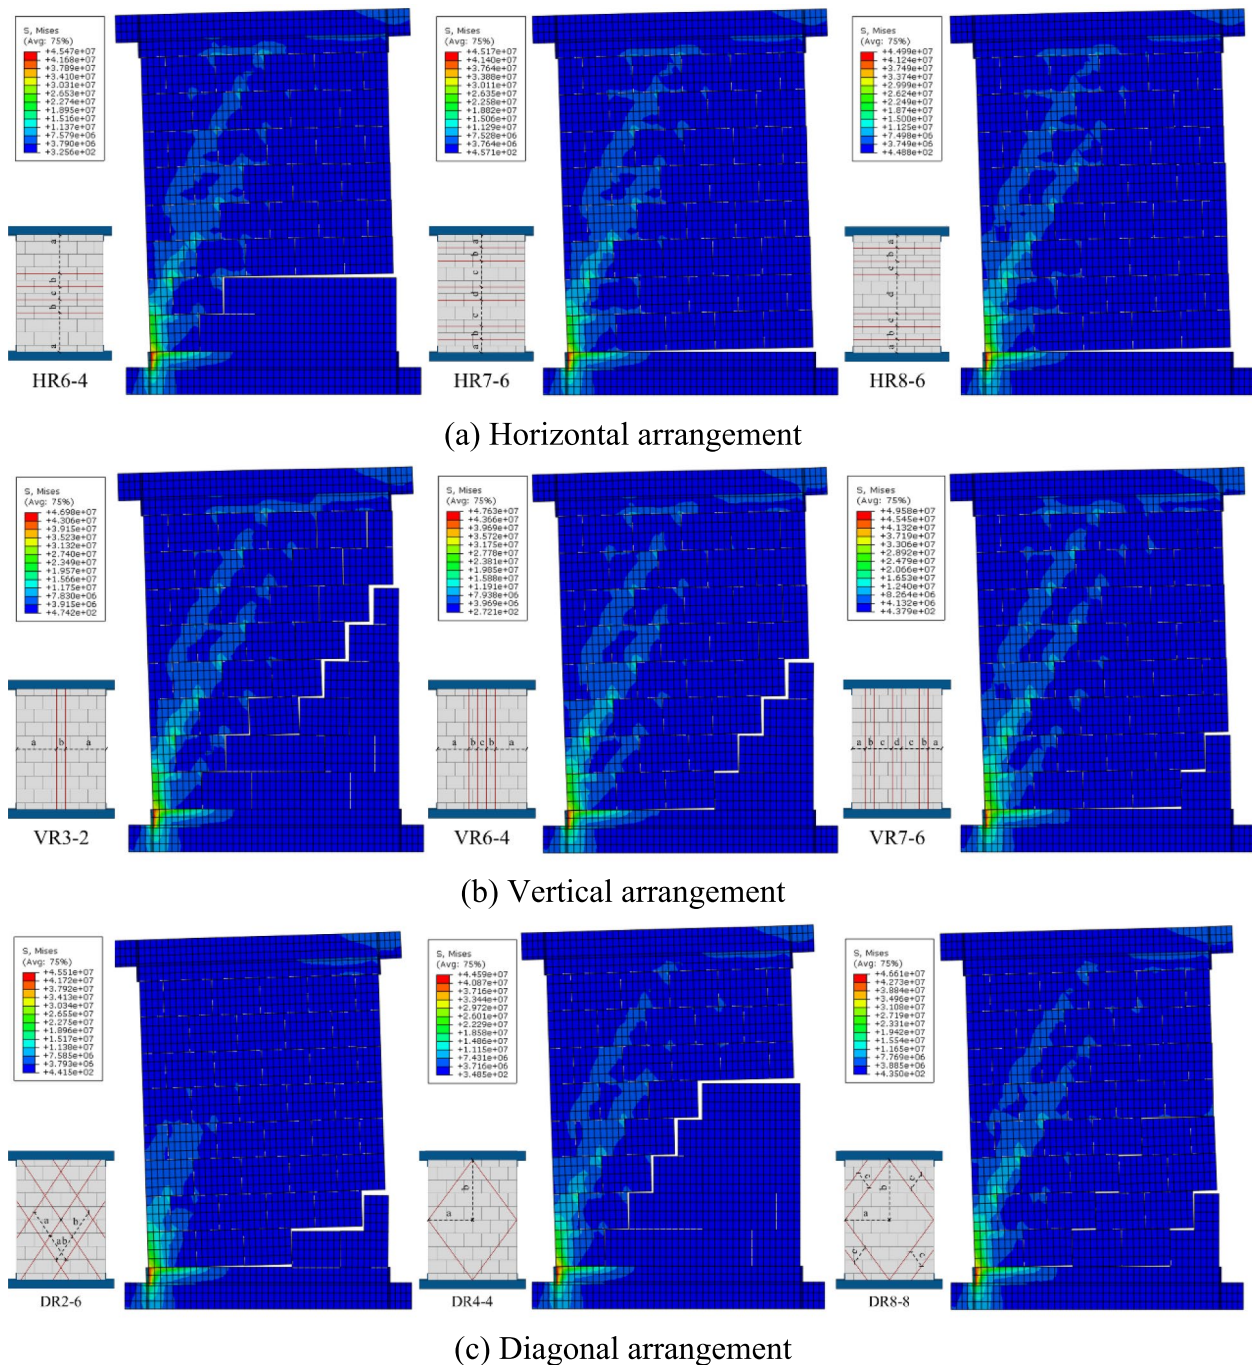 S, Mises
(Avg: 75%)
+4.547e+07
+4.168e+07
+3.789e+07
+3.410e+07
+3.031e+07
+2.653e+07
+2.274e+07
+1.895e+07
+1.516e+07
+1.137e+07
+7.579e+06
+3.790e+06
+3.256e+02
a
b
c
b
a
HR6-4
S, Mises
(Avg: 75%)
+4.517e+07
+4.140e+07
+3.764e+07
+3.388e+07
+3.011e+07
+2.635e+07
+2.258e+07
+1.882e+07
+1.506e+07
+1.129e+07
+7.528e+06
+3.764e+06
+4.571e+02
a
b
c
d
c
b
a
HR7-6
S, Mises
(Avg: 75%)
+4.499e+07
+4.124e+07
+3.749e+07
+3.374e+07
+2.999e+07
+2.624e+07
+2.249e+07
+1.874e+07
+1.500e+07
+1.125e+07
+7.498e+06
+3.749e+06
+4.488e+02
a
b
c
d
c
b
a
HR8-6
(a) Horizontal arrangement
S, Mises
(Avg: 75%)
+4.698e+07
+4.306e+07
+3.915e+07
+3.523e+07
+3.132e+07
+2.740e+07
+2.349e+07
+1.957e+07
+1.566e+07
+1.175e+07
+7.830e+06
+3.915e+06
+4.742e+02
a b a
VR3-2
S, Mises
(Avg: 75%)
+4.763e+07
+4.366e+07
+3.969e+07
+3.572e+07
+3.175e+07
+2.778e+07
+2.381e+07
+1.985e+07
+1.588e+07
+1.191e+07
+7.938e+06
+3.969e+06
+2.721e+02
a b c b a
VR6-4
S, Mises
(Avg: 75%)
+4.958e+07
+4.545e+07
+4.132e+07
+3.719e+07
+3.306e+07
+2.892e+07
+2.479e+07
+2.066e+07
+1.653e+07
+1.240e+07
+8.264e+06
+4.132e+06
+4.379e+02
a b c d c b a
VR7-6
(b) Vertical arrangement
S, Mises
(Avg: 75%)
+4.551e+07
+4.172e+07
+3.792e+07
+3.413e+07
+3.034e+07
+2.655e+07
+2.275e+07
+1.896e+07
+1.517e+07
+1.138e+07
+7.585e+06
+3.793e+06
+4.415e+02
a b
a b
DR2-6
S, Mises
(Avg: 75%)
+4.459e+07
+4.087e+07
+3.716e+07
+3.344e+07
+2.972e+07
+2.601e+07
+2.229e+07
+1.858e+07
+1.486e+07
+1.115e+07
+7.431e+06
+3.716e+06
+3.485e+02
b
a
DR4-4
S, Mises
(Avg: 75%)
+4.661e+07
+4.273e+07
+3.884e+07
+3.496e+07
+3.108e+07
+2.719e+07
+2.331e+07
+1.942e+07
+1.554e+07
+1.165e+07
+7.769e+06
+3.885e+06
+4.350e+02
c b c
a
c c
DR8-8
(c) Diagonal arrangement